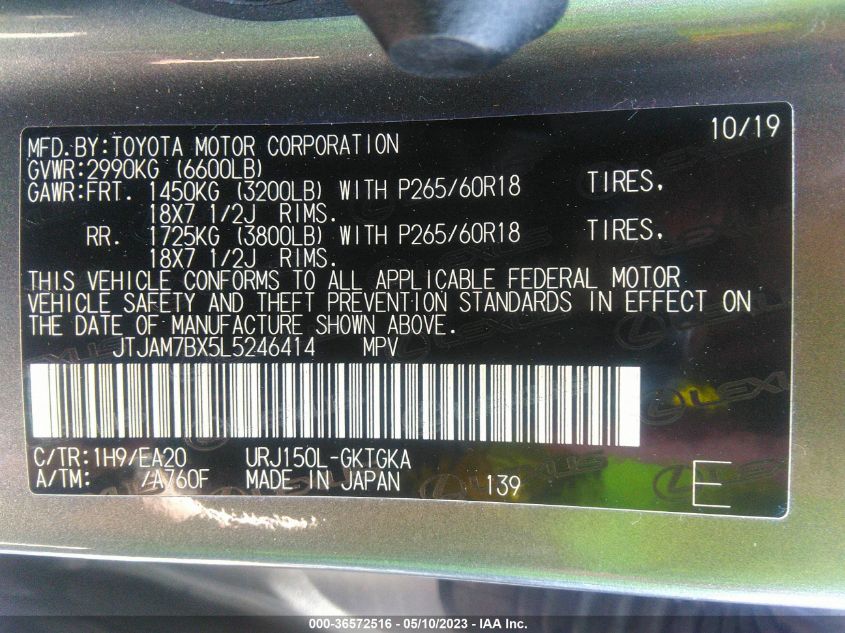 10/19
MFD.BY:TOYOTA MOTOR CORPORATION
GVWR:2990KG (6600LB)
GAWR:FRT. 1450KG (3200LB) WITH P265/60R18 TIRES,
18X7 1/2J RIMS.
RR. 1725KG (3800LB) WITH P265/60R18 TIRES,
18X7 1/2J RIMS.
THIS VEHICLE CONFORMS TO ALL APPLICABLE FEDERAL MOTOR
VEHICLE SAFETY AND THEFT PREVENTION STANDARDS IN EFFECT ON
THE DATE OF MANUFACTURE SHOWN ABOVE.
JTJAM7BX5L5246414 MPV
LEXUS
C/TR:1H9/EA20 URJ150L-GKTGKA
A/TM: /A760F MADE IN JAPAN 139 E
000-36572516 - 05/10/2023 - IAA Inc.